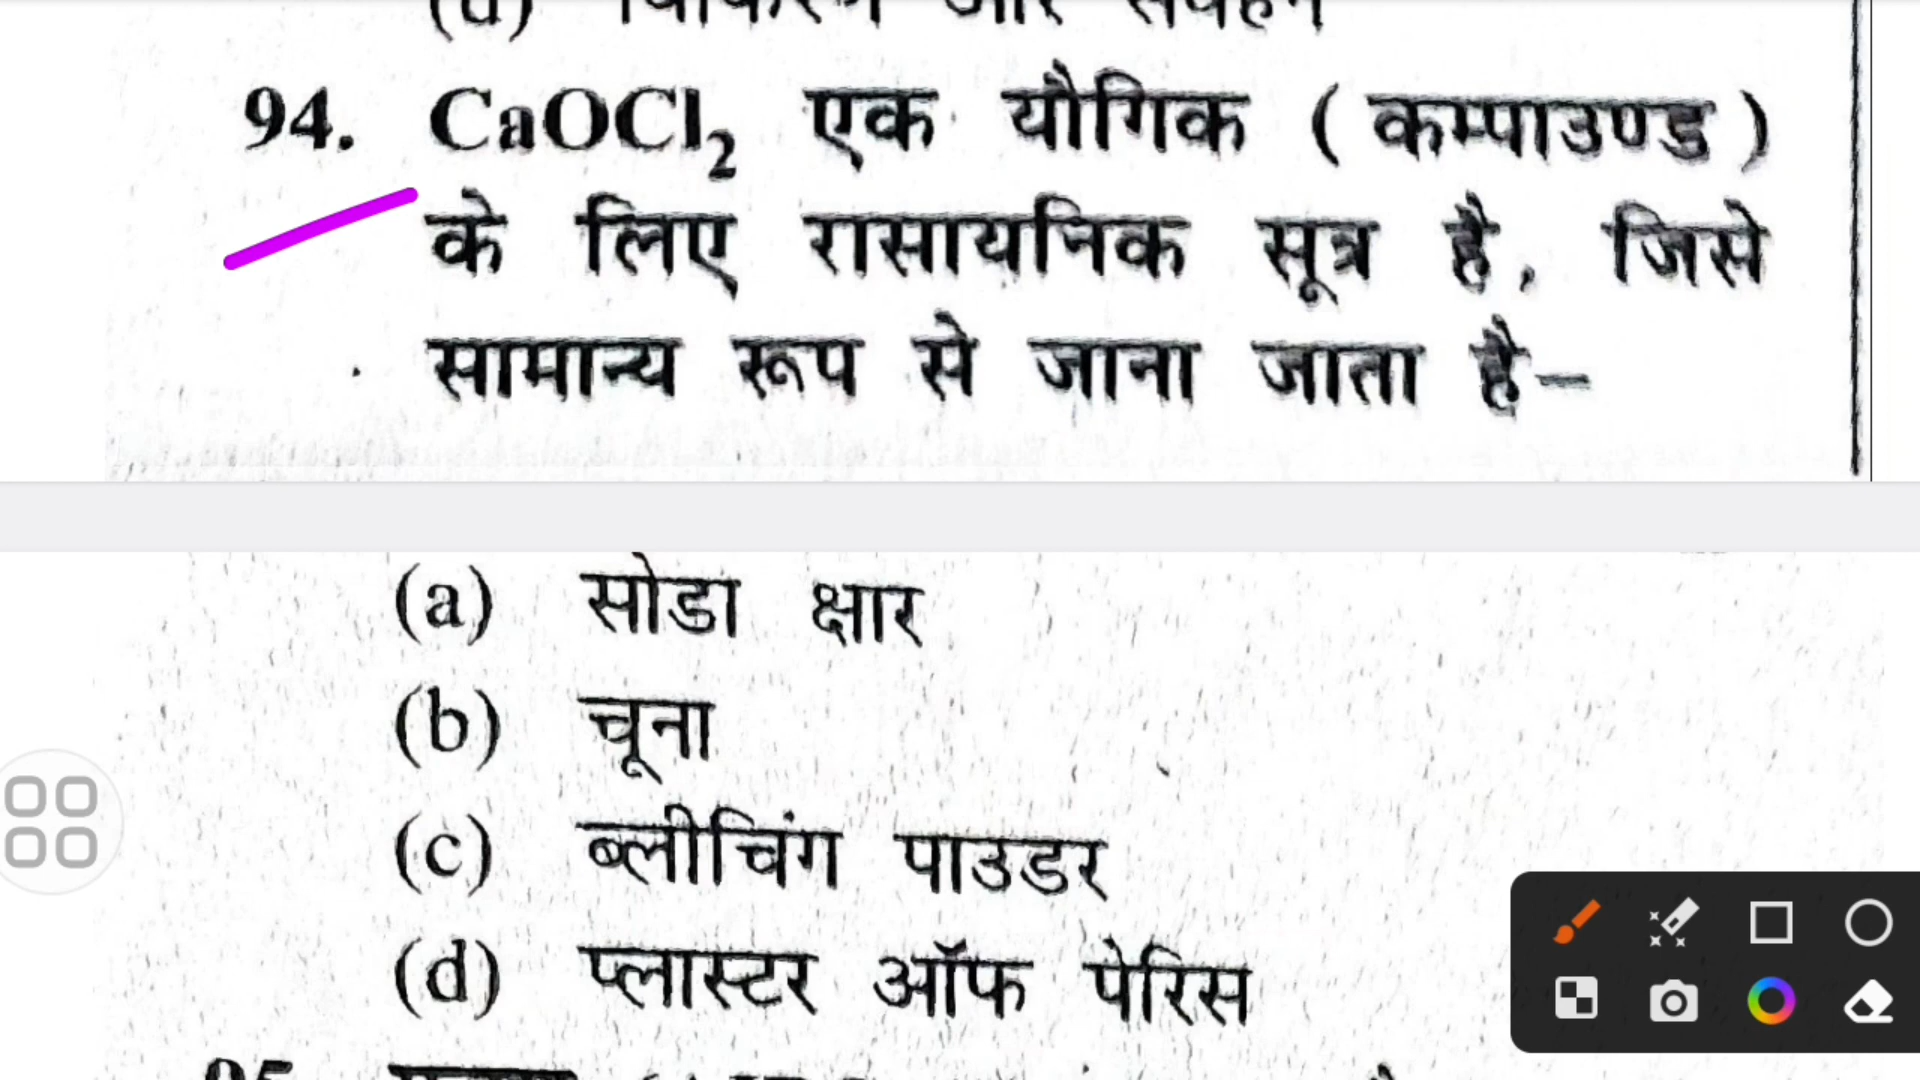 94. CaOCl₂ एक यौगिक ( कम्पाउण्ड )
के लिए रासायनिक सूत्र है, जिसे
सामान्य रूप से जाना जाता है–
(a) सोडा क्षार
(b) चूना
(c) ब्लीचिंग पाउडर
(d) प्लास्टर ऑफ पेरिस